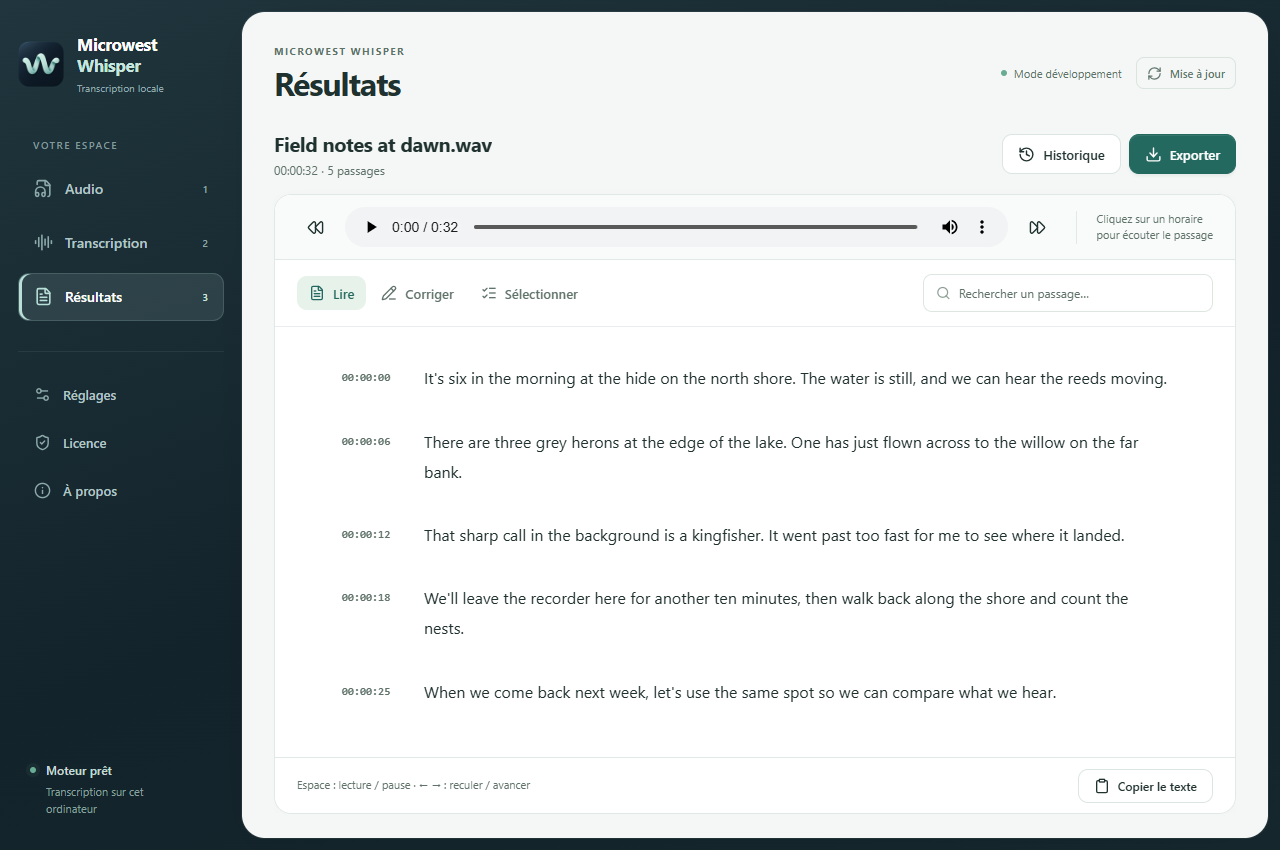 Microwest
Whisper
Transcription locale
VOTRE ESPACE
Audio 1
Transcription 2
Résultats 3
Réglages
Licence
À propos
Moteur prêt
Transcription sur cet
ordinateur
MICROWEST WHISPER
Résultats
Mode développement
Mise à jour
Field notes at dawn.wav
00:00:32 · 5 passages
Historique
Exporter
0:00 / 0:32
Cliquez sur un horaire
pour écouter le passage
Lire
Corriger
Sélectionner
Rechercher un passage...
00:00:00 It's six in the morning at the hide on the north shore. The water is still, and we can hear the reeds moving.
00:00:06 There are three grey herons at the edge of the lake. One has just flown across to the willow on the far
bank.
00:00:12 That sharp call in the background is a kingfisher. It went past too fast for me to see where it landed.
00:00:18 We'll leave the recorder here for another ten minutes, then walk back along the shore and count the
nests.
00:00:25 When we come back next week, let's use the same spot so we can compare what we hear.
Espace : lecture / pause · ← → : reculer / avancer
Copier le texte